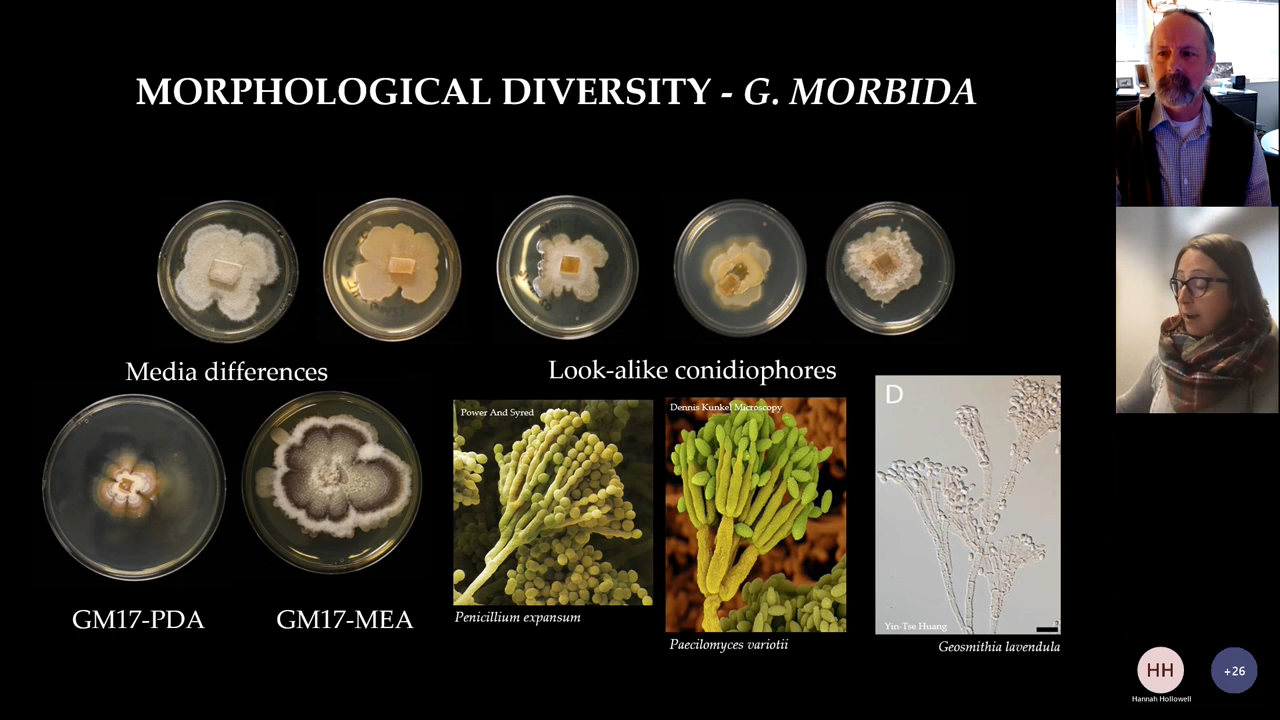 MORPHOLOGICAL DIVERSITY - G. MORBIDA
Media differences
Look-alike conidiophores
Power And Syred
Dennis Kunkel Microscopy
D
Yin-Tse Huang
GM17-PDA
GM17-MEA
Penicillium expansum
Paecilomyces variotii
Geosmithia lavendula
HH
+26
Hannah Hollowell